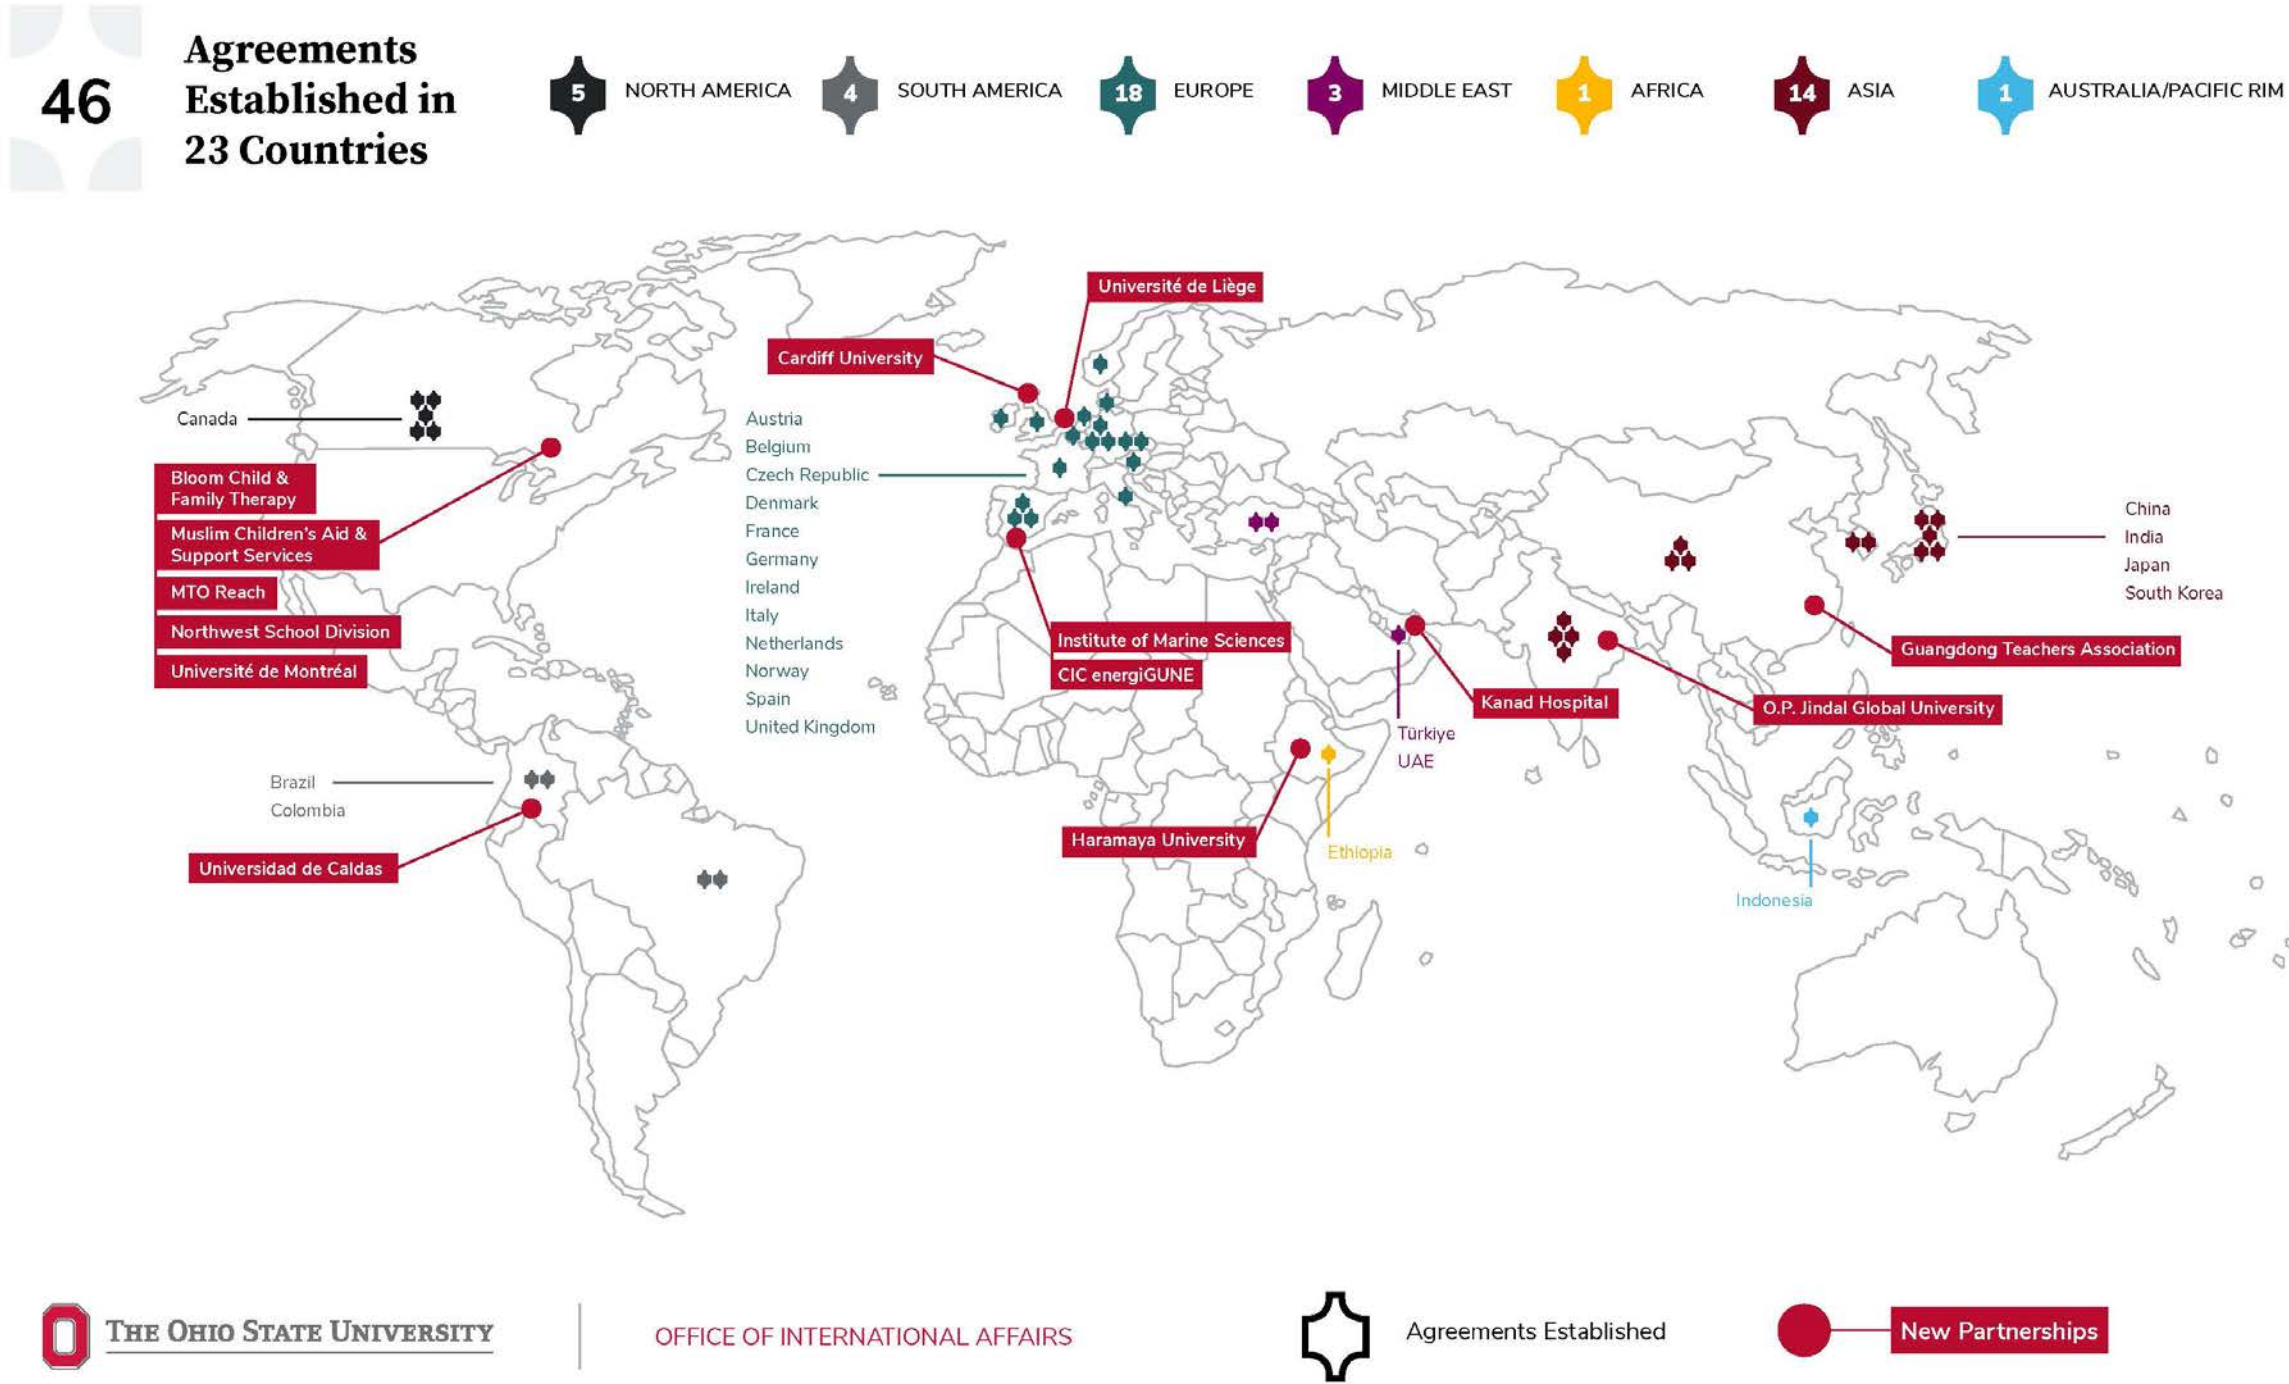 46
Agreements
Established in
23 Countries
5 NORTH AMERICA
4 SOUTH AMERICA
18 EUROPE
3 MIDDLE EAST
1 AFRICA
14 ASIA
1 AUSTRALIA/PACIFIC RIM
Université de Liège
Cardiff University
Canada
Bloom Child &
Family Therapy
Muslim Children's Aid &
Support Services
MTO Reach
Northwest School Division
Université de Montréal
Austria
Belgium
Czech Republic
Denmark
France
Germany
Ireland
Italy
Netherlands
Norway
Spain
United Kingdom
China
India
Japan
South Korea
Institute of Marine Sciences
CIC energiGUNE
Guangdong Teachers Association
Kanad Hospital
O.P. Jindal Global University
Türkiye
UAE
Brazil
Colombia
Universidad de Caldas
Haramaya University
Ethiopia
Indonesia
THE OHIO STATE UNIVERSITY
OFFICE OF INTERNATIONAL AFFAIRS
Agreements Established
New Partnerships